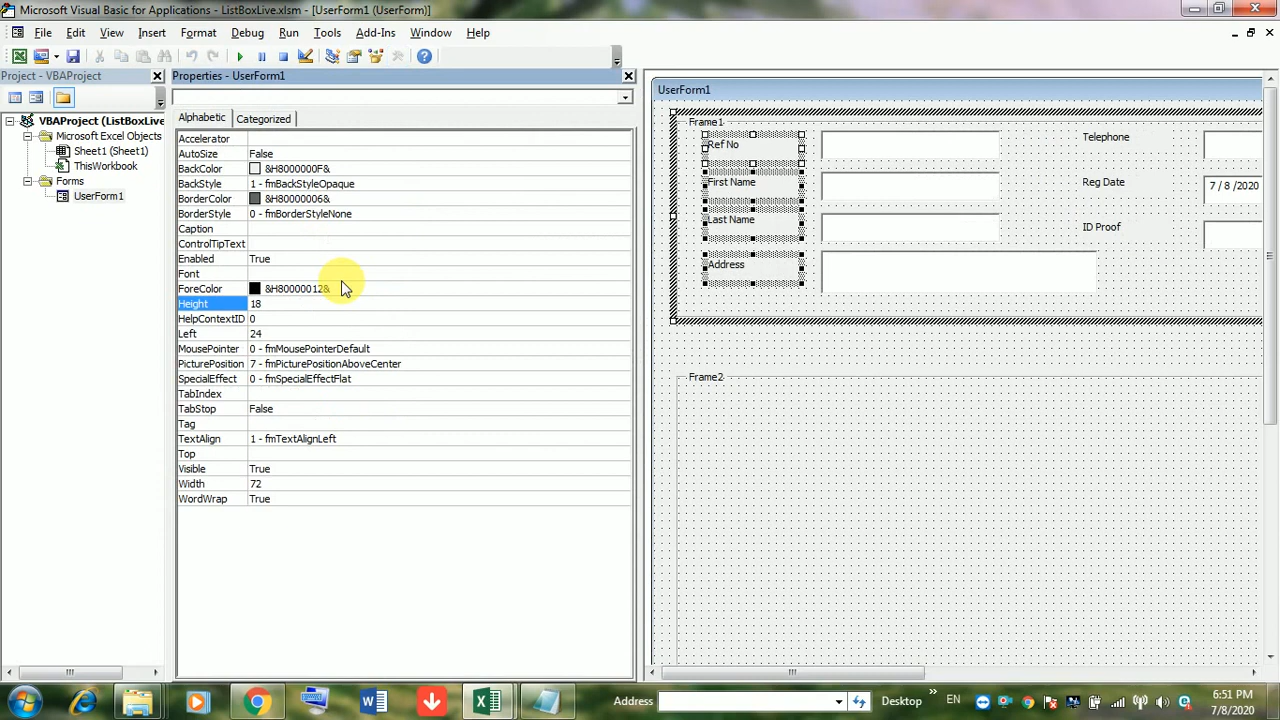 Microsoft Visual Basic for Applications - ListBoxLive.xlsm - [UserForm1 (UserForm)]
File Edit View Insert Format Debug Run Tools Add-Ins Window Help
Project - VBAProject
VBAProject (ListBoxLive
Microsoft Excel Objects
Sheet1 (Sheet1)
ThisWorkbook
Forms
UserForm1
Properties - UserForm1
Alphabetic Categorized
Accelerator
AutoSize False
BackColor &H8000000F&
BackStyle 1 - fmBackStyleOpaque
BorderColor &H80000006&
BorderStyle 0 - fmBorderStyleNone
Caption
ControlTipText
Enabled True
Font
ForeColor &H80000012&
Height 18
HelpContextID 0
Left 24
MousePointer 0 - fmMousePointerDefault
PicturePosition 7 - fmPicturePositionAboveCenter
SpecialEffect 0 - fmSpecialEffectFlat
TabIndex
TabStop False
Tag
TextAlign 1 - fmTextAlignLeft
Top
Visible True
Width 72
WordWrap True
UserForm1
Frame1
Ref No
First Name
Last Name
Address
Telephone
Reg Date 7 / 8 /2020
ID Proof
Frame2
Address Desktop EN 6:51 PM
7/8/2020